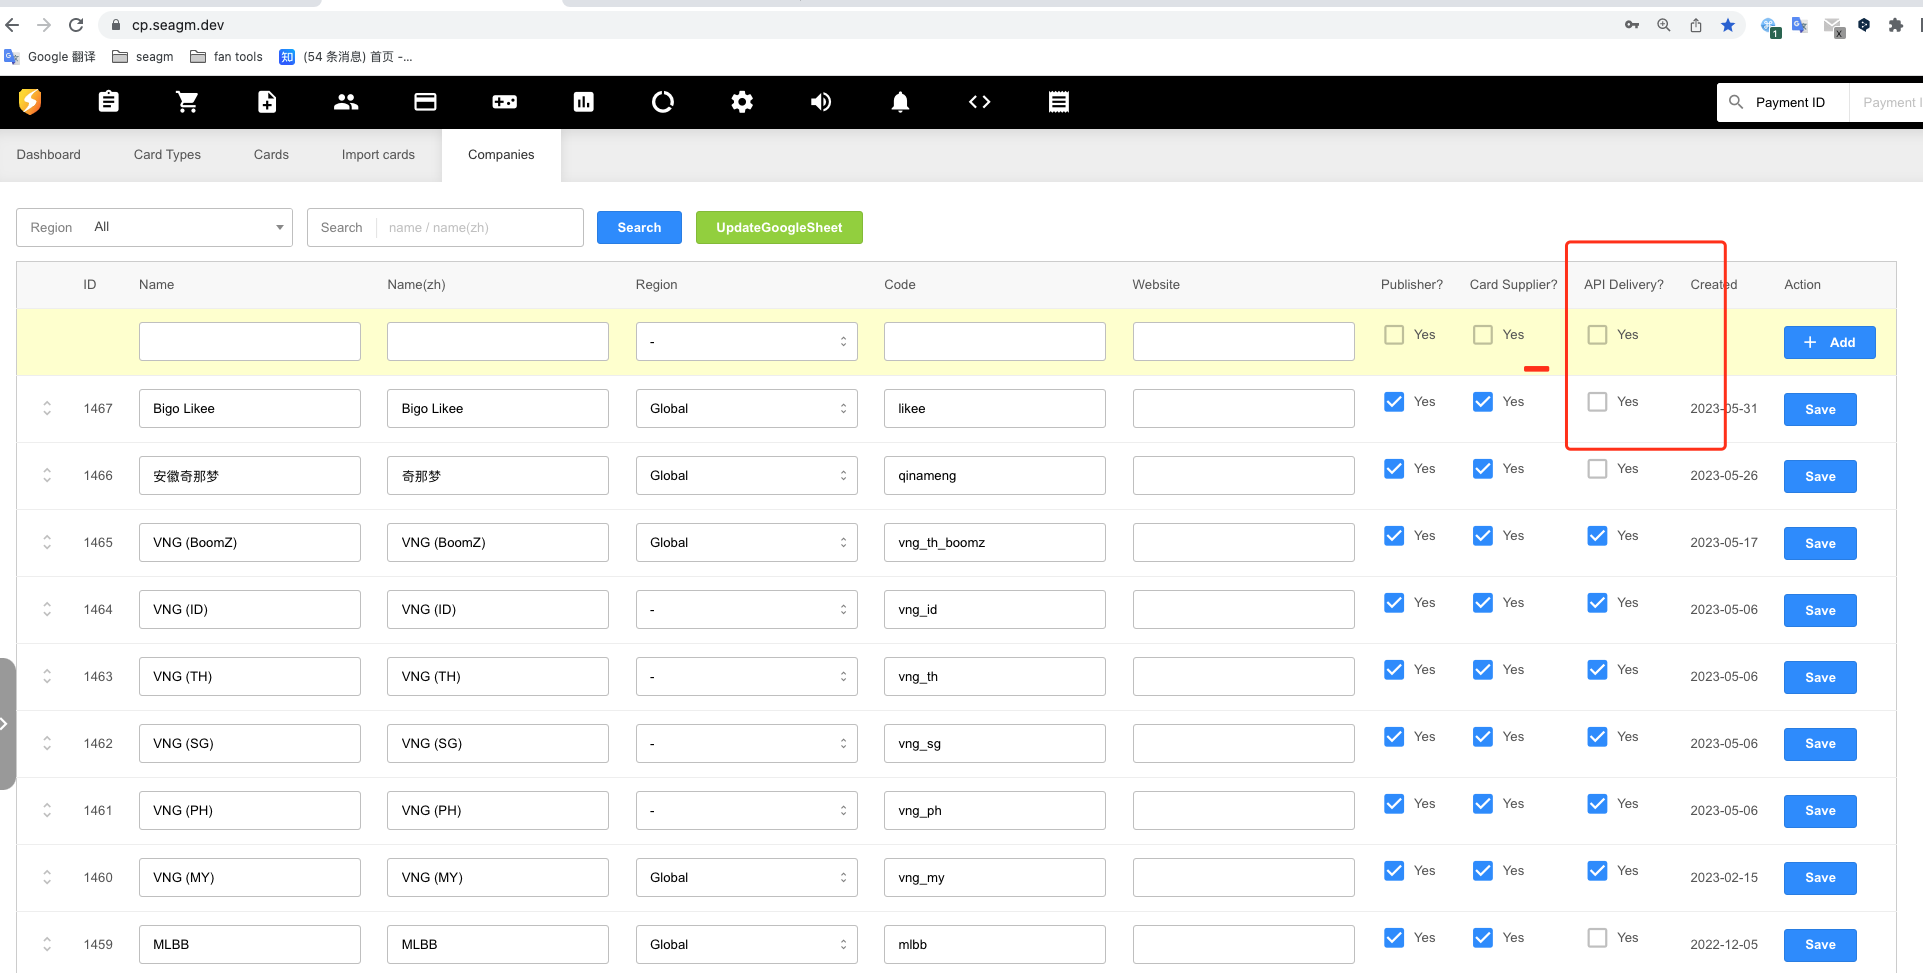 cp.seagm.dev
1
x
Google 翻译 seagm fan tools 知 (54 条消息) 首页 -...
Payment ID Payment
Dashboard Card Types Cards Import cards Companies
Region All Search name / name(zh) Search UpdateGoogleSheet
ID Name Name(zh) Region Code Website Publisher? Card Supplier? API Delivery? Created Action
- Yes Yes Yes + Add
1467 Bigo Likee Bigo Likee Global likee Yes Yes Yes 2023-05-31 Save
1466 安徽奇那梦 奇那梦 Global qinameng Yes Yes Yes 2023-05-26 Save
1465 VNG (BoomZ) VNG (BoomZ) Global vng_th_boomz Yes Yes Yes 2023-05-17 Save
1464 VNG (ID) VNG (ID) - vng_id Yes Yes Yes 2023-05-06 Save
1463 VNG (TH) VNG (TH) - vng_th Yes Yes Yes 2023-05-06 Save
1462 VNG (SG) VNG (SG) - vng_sg Yes Yes Yes 2023-05-06 Save
1461 VNG (PH) VNG (PH) - vng_ph Yes Yes Yes 2023-05-06 Save
1460 VNG (MY) VNG (MY) Global vng_my Yes Yes Yes 2023-02-15 Save
1459 MLBB MLBB Global mlbb Yes Yes Yes 2022-12-05 Save